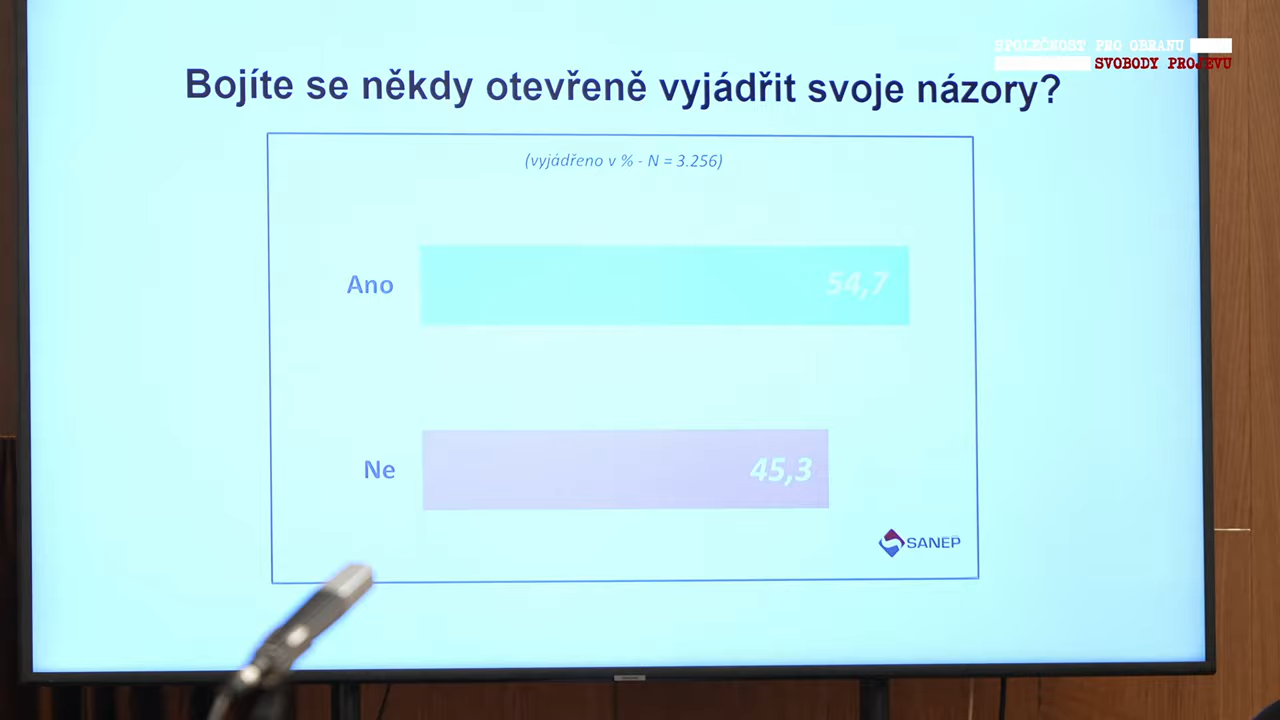 SPOLEČNOST PRO OBRANU
SVOBODY PROJEVU
Bojíte se někdy otevřeně vyjádřit svoje názory?
(vyjádřeno v % - N = 3.256)
Ano
54,7
Ne
45,3
SANEP